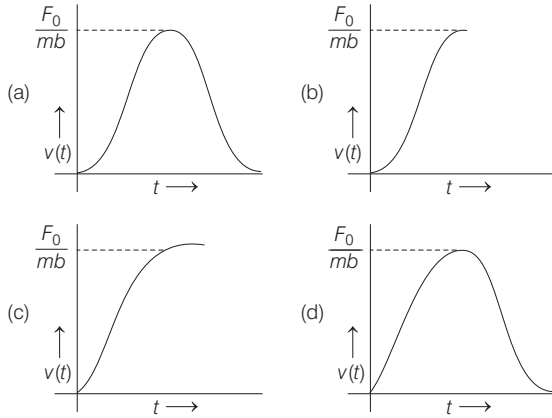 F₀/mb
(a)
v(t)
t →
F₀/mb
(b)
v(t)
t →
F₀/mb
(c)
v(t)
t →
F₀/mb
(d)
v(t)
t →